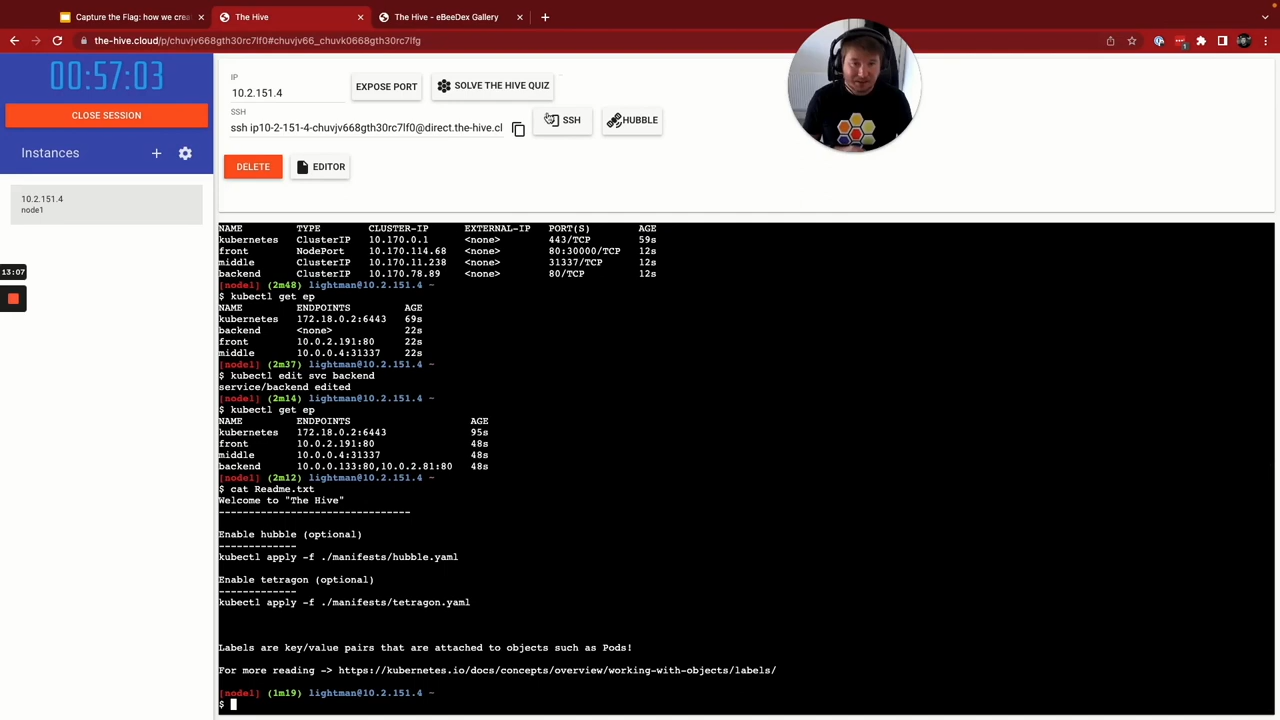 Capture the Flag: how we crea
The Hive
The Hive - eBeeDex Gallery
the-hive.cloud/p/chuvjv668gth30rc7lf0#chuvjv66_chuvk0668gth30rc7lfg
00:57:03
CLOSE SESSION
Instances
10.2.151.4
node1
13:07
IP
10.2.151.4
EXPOSE PORT
SOLVE THE HIVE QUIZ
SSH
ssh ip10-2-151-4-chuvjv668gth30rc7lf0@direct.the-hive.cl
SSH
HUBBLE
DELETE
EDITOR
NAME TYPE CLUSTER-IP EXTERNAL-IP PORT(S) AGE
kubernetes ClusterIP 10.170.0.1 <none> 443/TCP 59s
front NodePort 10.170.114.68 <none> 80:30000/TCP 12s
middle ClusterIP 10.170.11.238 <none> 31337/TCP 12s
backend ClusterIP 10.170.78.89 <none> 80/TCP 12s
[node1] (2m48) lightman@10.2.151.4 ~
$ kubectl get ep
NAME ENDPOINTS AGE
kubernetes 172.18.0.2:6443 69s
backend <none> 22s
front 10.0.2.191:80 22s
middle 10.0.0.4:31337 22s
[node1] (2m37) lightman@10.2.151.4 ~
$ kubectl edit svc backend
service/backend edited
[node1] (2m14) lightman@10.2.151.4 ~
$ kubectl get ep
NAME ENDPOINTS AGE
kubernetes 172.18.0.2:6443 95s
front 10.0.2.191:80 48s
middle 10.0.0.4:31337 48s
backend 10.0.0.133:80,10.0.2.81:80 48s
[node1] (2m12) lightman@10.2.151.4 ~
$ cat Readme.txt
Welcome to "The Hive"
-------------------------------
Enable hubble (optional)
-------------
kubectl apply -f ./manifests/hubble.yaml
Enable tetragon (optional)
-------------
kubectl apply -f ./manifests/tetragon.yaml
Labels are key/value pairs that are attached to objects such as Pods!
For more reading -> https://kubernetes.io/docs/concepts/overview/working-with-objects/labels/
[node1] (1m19) lightman@10.2.151.4 ~
$